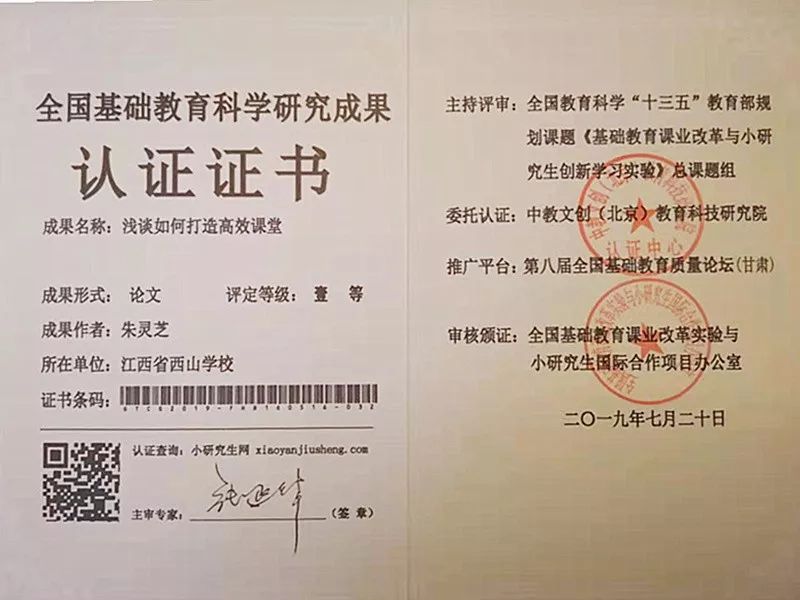 全国基础教育科学研究成果
认证证书
成果名称：浅谈如何打造高效课堂
成果形式：论文 评定等级：壹 等
成果作者：朱灵芝
所在单位：江西省西山学校
证书条码：
认证查询：小研究生网 xiaoyanjiusheng.com
主审专家： （签 章）
主持评审：全国教育科学“十三五”教育部规
划课题《基础教育课业改革与小研
究生创新学习实验》总课题组
委托认证：中教文创（北京）教育科技研究院
认证中心
推广平台：第八届全国基础教育质量论坛(甘肃)
审核颁证：全国基础教育课业改革实验与
小研究生国际合作项目办公室
二〇一九年七月二十日